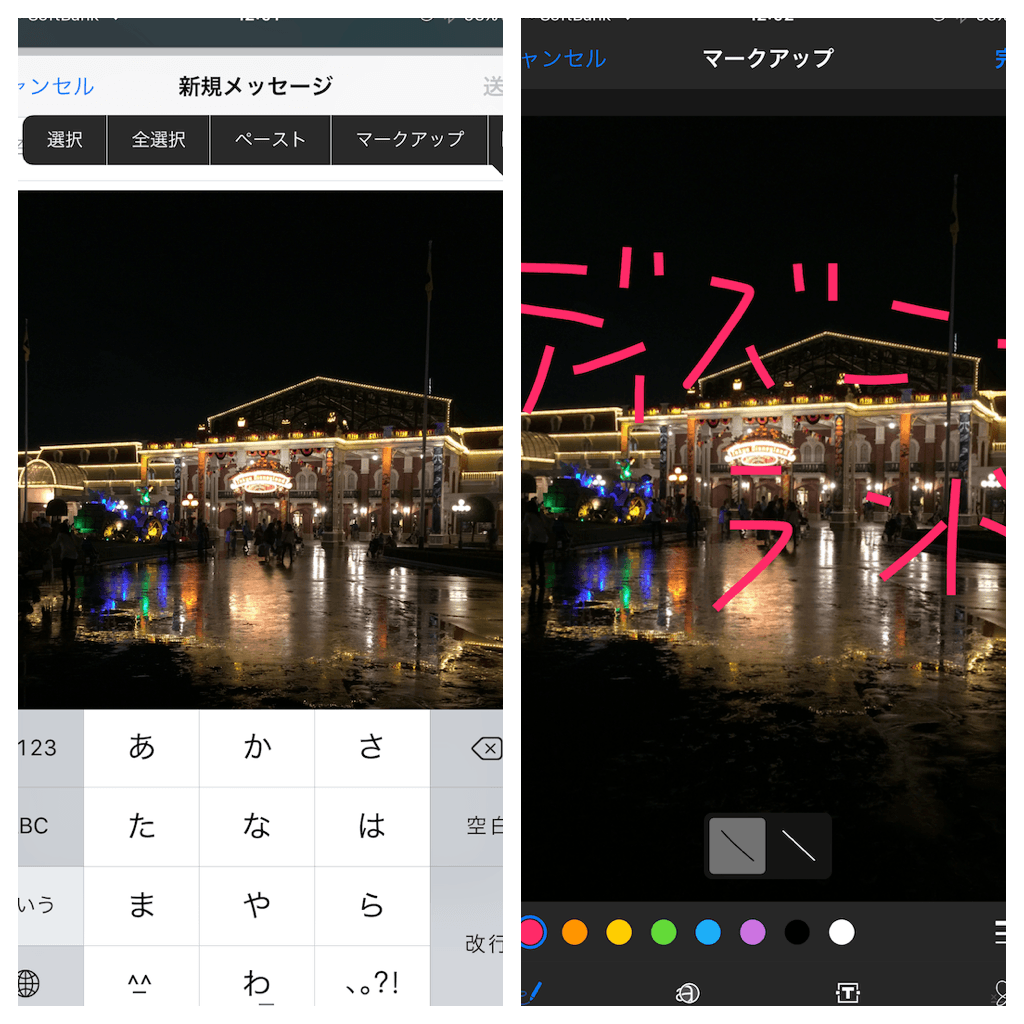 SoftBank
ャンセル
新規メッセージ
送
選択
全選択
ペースト
マークアップ
Tokyo Disneyland
123
あ
か
さ
BC
た
な
は
空白
いう
ま
や
ら
改行
^^
わ
、。?!
SoftBank
12:02
ャンセル
マークアップ
完
ディズニー
ランド
Tokyo Disneyland
a
T